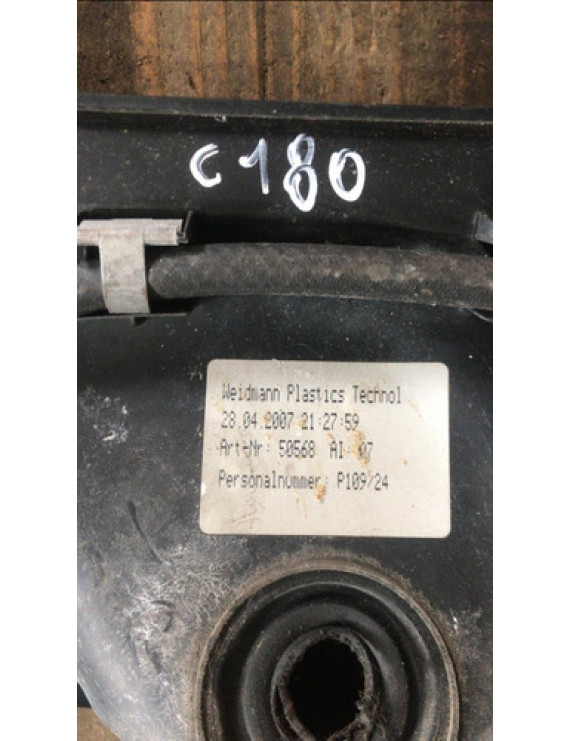 C180
Weidmann Plastics Technol
28.04.2007 21:27:59
Art-Nr: 50568 AI: 07
Personalnummer: P109/24